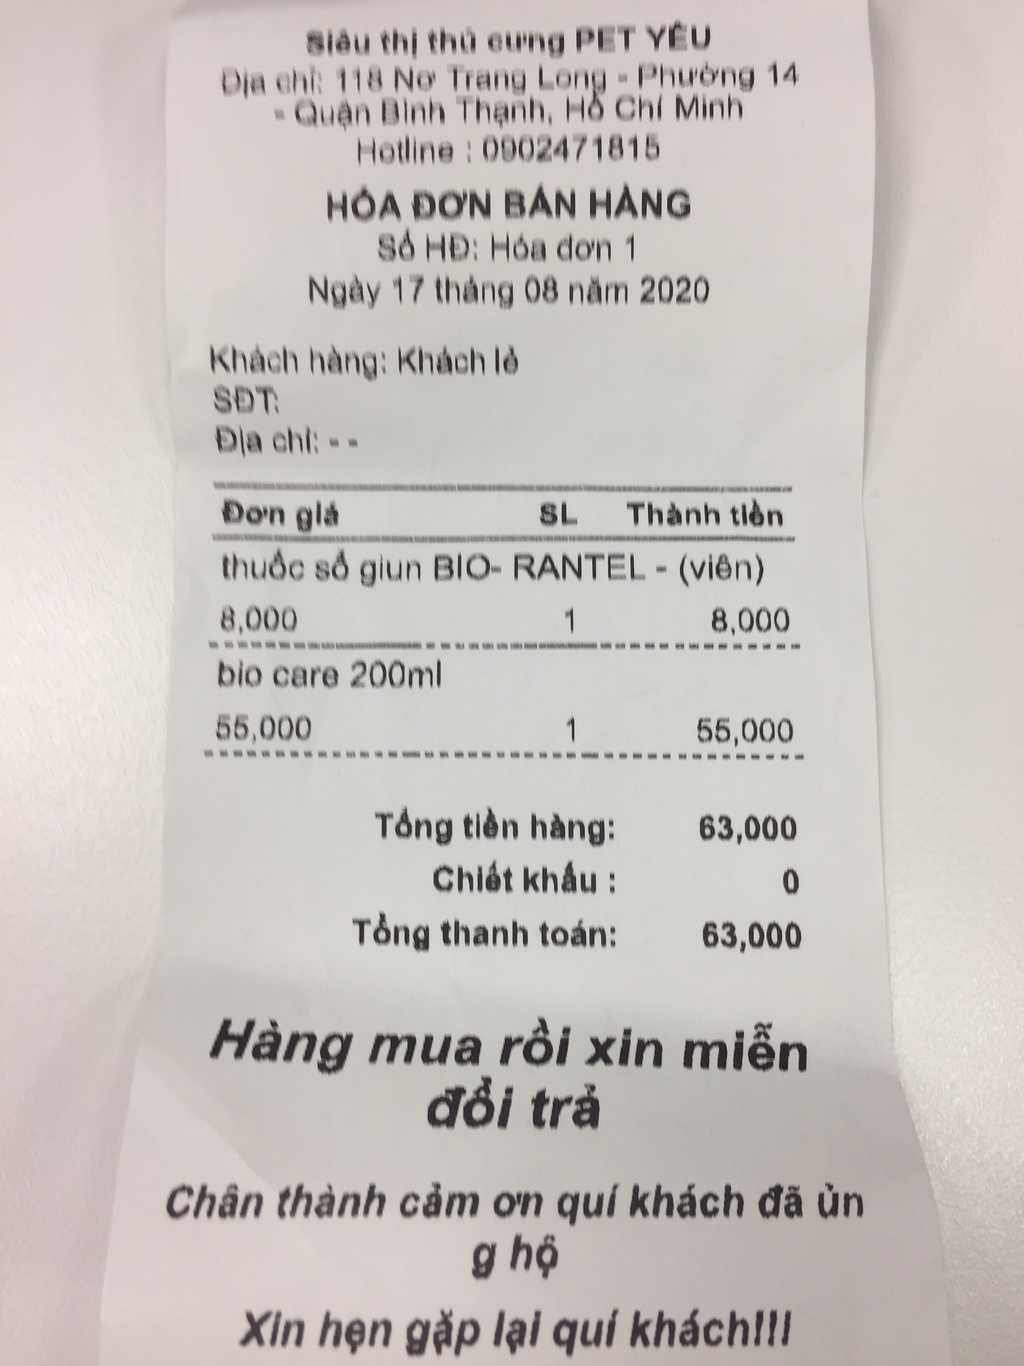 Siêu thị thú cưng PET YÊU
Địa chỉ: 118 Nơ Trang Long - Phường 14
- Quận Bình Thạnh, Hồ Chí Minh
Hotline : 0902471815
HÓA ĐƠN BÁN HÀNG
Số HĐ: Hóa đơn 1
Ngày 17 tháng 08 năm 2020
Khách hàng: Khách lẻ
SĐT:
Địa chỉ: - -
Đơn giá SL Thành tiền
thuốc sổ giun BIO- RANTEL - (viên)
8,000 1 8,000
bio care 200ml
55,000 1 55,000
Tổng tiền hàng: 63,000
Chiết khấu : 0
Tổng thanh toán: 63,000
Hàng mua rồi xin miễn
đổi trả
Chân thành cảm ơn quí khách đã ủn
g hộ
Xin hẹn gặp lại quí khách!!!